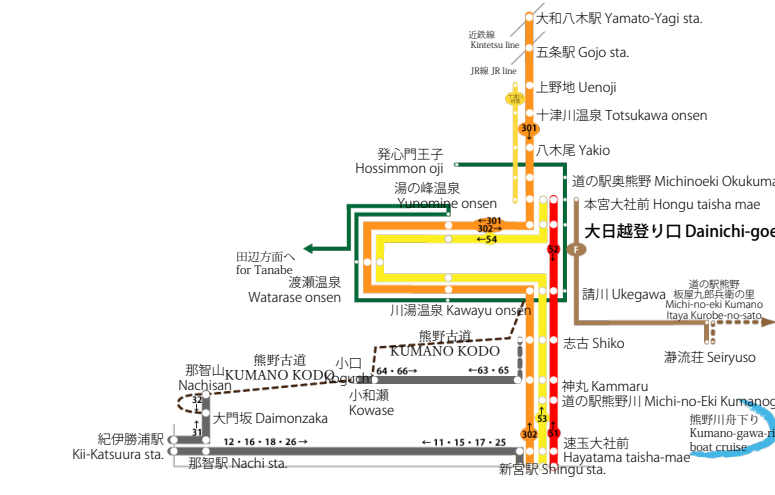 大和八木駅 Yamato-Yagi sta.
近鉄線
Kintetsu line
五条駅 Gojo sta.
JR線 JR line
上野地 Uenoji
十津川温泉 Totsukawa onsen
301
↓
八木尾 Yakio
発心門王子
Hossimmon oji
道の駅奥熊野 Michinoeki Okukuma
湯の峰温泉
Yunomine onsen
本宮大社前 Hongu taisha mae
←301
302→
大日越登り口 Dainichi-goe
←54
52
↓
F
田辺方面へ
for Tanabe
渡瀬温泉
Watarase onsen
道の駅熊野
板屋九郎兵衛の里
Michi-no-eki Kumano
Itaya Kurobe-no-sato
請川 Ukegawa
川湯温泉 Kawayu onsen
熊野古道
KUMANO KODO
志古 Shiko
瀞流荘 Seiryuso
熊野古道
KUMANO KODO
小口
Koguchi
64・66→
←63・65
那智山
Nachisan
小和瀬
Kowase
神丸 Kammaru
道の駅熊野川 Michi-no-Eki Kumanog
32
↓
大門坂 Daimonzaka
↑
31
↑
53
熊野川舟下り
Kumano-gawa-ri
boat cruise
↑
302
↑
51
紀伊勝浦駅
Kii-Katsuura sta.
12・16・18・26→
←11・15・17・25
速玉大社前
Hayatama taisha-mae
那智駅 Nachi sta.
新宮駅 Shingu sta.